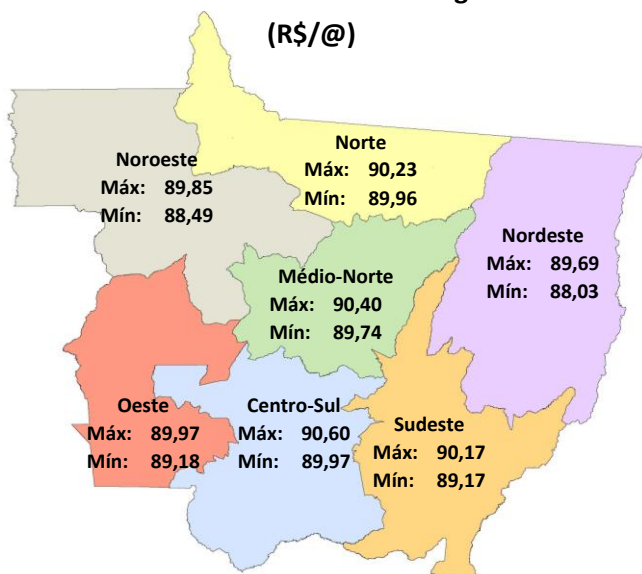 (R$/@)
Norte
Máx: 90,23
Mín: 89,96
Noroeste
Máx: 89,85
Mín: 88,49
Nordeste
Máx: 89,69
Mín: 88,03
Médio-Norte
Máx: 90,40
Mín: 89,74
Oeste
Máx: 89,97
Mín: 89,18
Centro-Sul
Máx: 90,60
Mín: 89,97
Sudeste
Máx: 90,17
Mín: 89,17